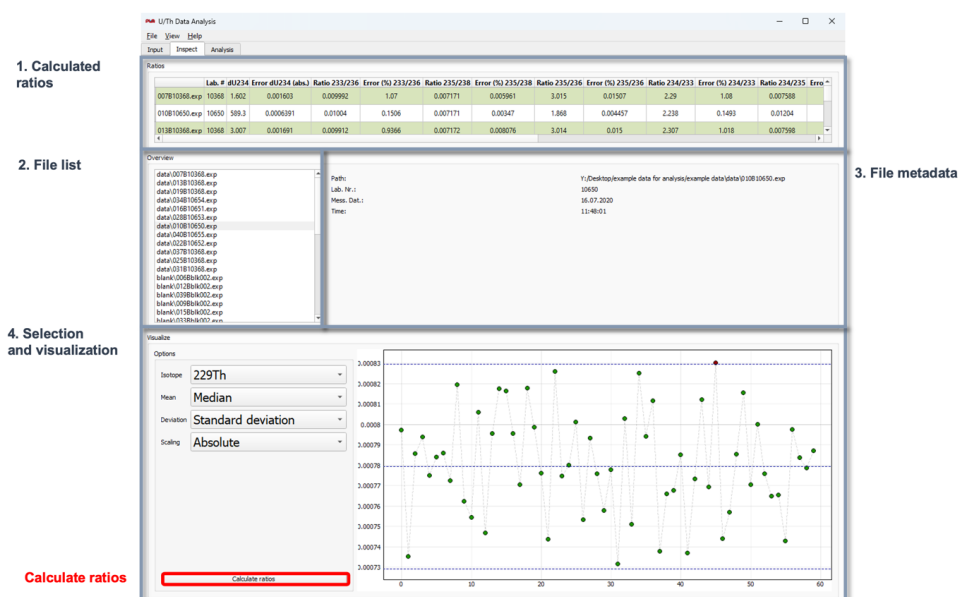 U/Th Data Analysis
File View Help
Input Inspect Analysis
1. Calculated
ratios
Ratios
Lab. # dU234 Error dU234 (abs.) Ratio 233/236 Error (%) 233/236 Ratio 235/238 Error (%) 235/238 Ratio 235/236 Error (%) 235/236 Ratio 234/233 Error (%) 234/233 Ratio 234/235 Erro
007B10368.exp 10368 1.602 0.001603 0.009992 1.07 0.007171 0.005961 3.015 0.01507 2.29 1.08 0.007588
010B10650.exp 10650 589.3 0.0006391 0.01004 0.1506 0.007171 0.00347 1.868 0.004457 2.238 0.1493 0.01204
013B10368.exp 10368 3.007 0.001691 0.009912 0.9366 0.007172 0.008076 3.014 0.015 2.307 1.018 0.007598
2. File list
Overview
data\007B10368.exp
data\013B10368.exp
data\019B10368.exp
data\034B10654.exp
data\016B10651.exp
data\028B10653.exp
data\010B10650.exp
data\040B10655.exp
data\022B10652.exp
data\037B10368.exp
data\025B10368.exp
data\031B10368.exp
blank\006Bblk002.exp
blank\012Bblk002.exp
blank\039Bblk002.exp
blank\009Bblk002.exp
blank\015Bblk002.exp
blank\033Bblk002.exp
Path: Y:/Desktop/example data for analysis/example data\data\010B10650.exp
Lab. Nr.: 10650
Mess. Dat.: 16.07.2020
Time: 11:48:01
3. File metadata
4. Selection
and visualization
Visualize
Options
Isotope 229Th
Mean Median
Deviation Standard deviation
Scaling Absolute
Calculate ratios
Calculate ratios
0.00083
0.00082
0.00081
0.0008
0.00079
0.00078
0.00077
0.00076
0.00075
0.00074
0.00073
0 10 20 30 40 50 60